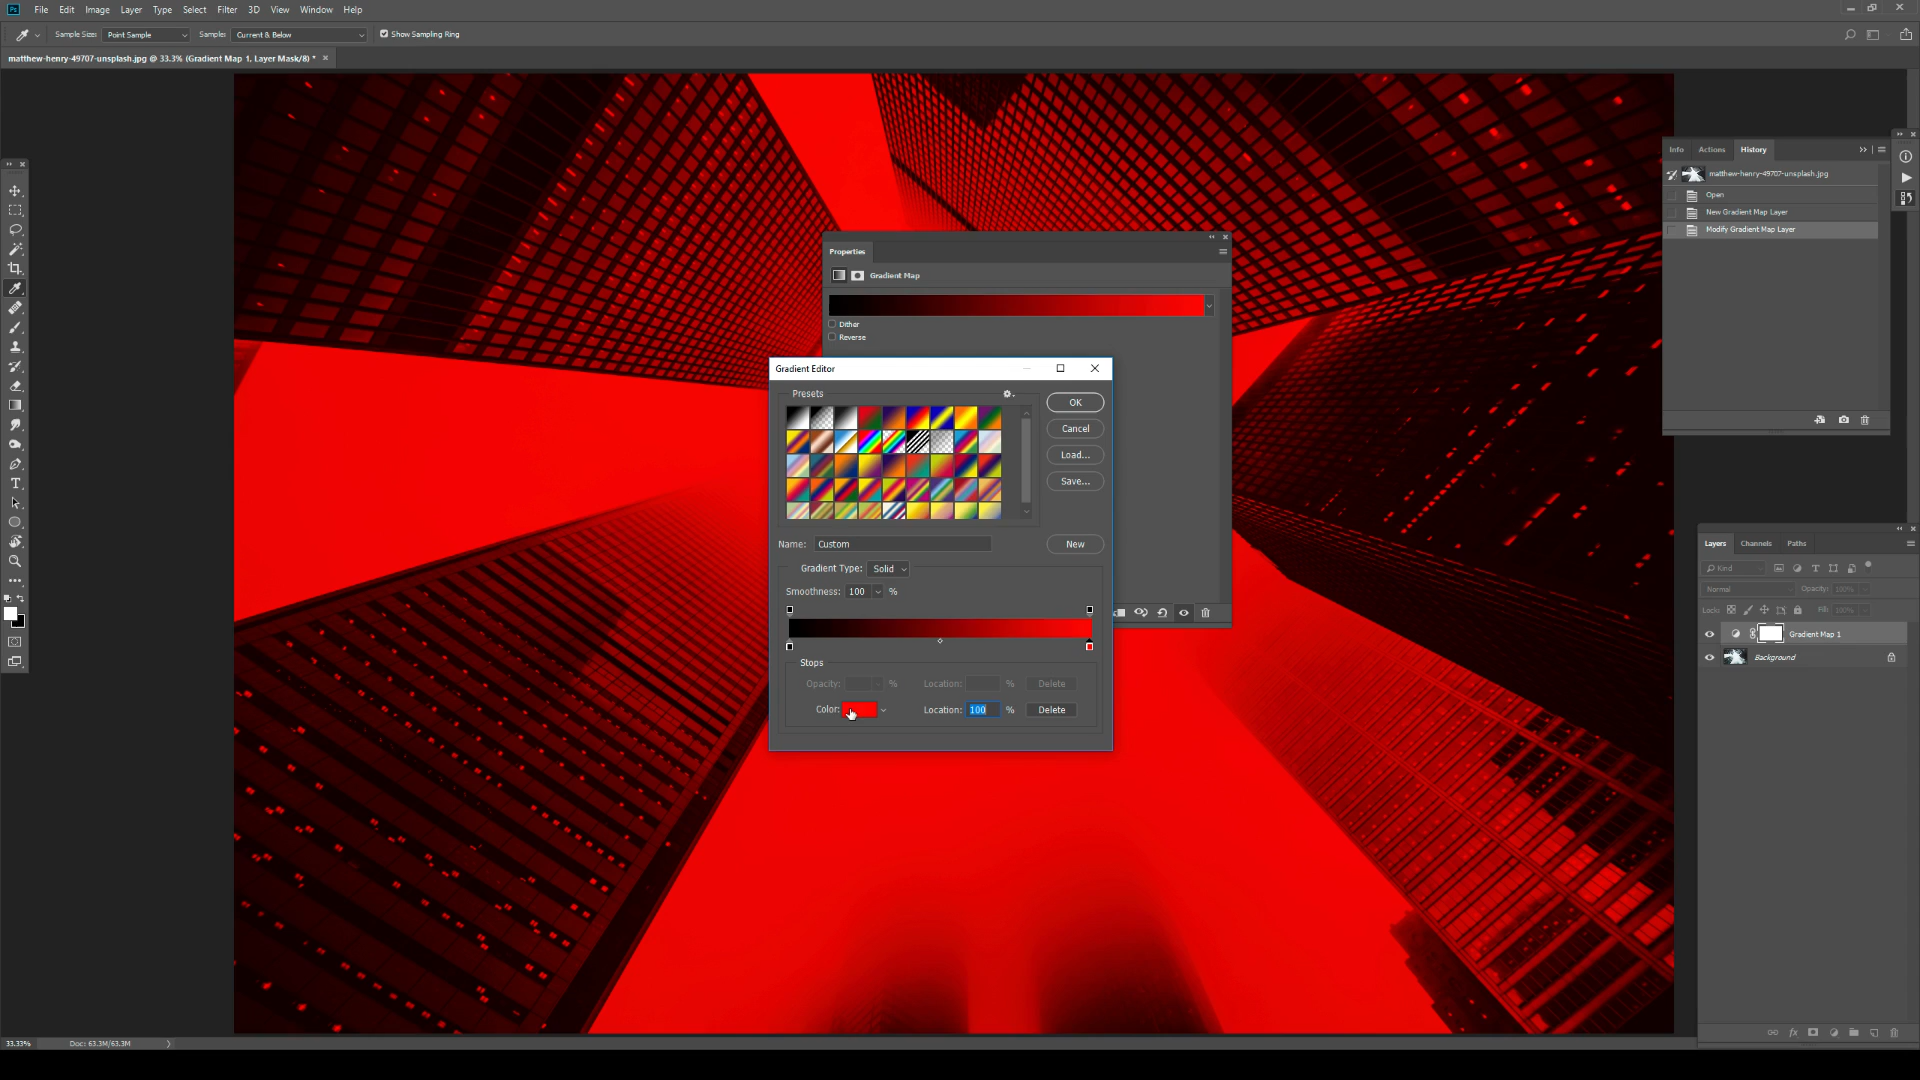 Ps File Edit Image Layer Type Select Filter 3D View Window Help
Sample Size: Point Sample Sample: Current & Below Show Sampling Ring
matthew-henry-49707-unsplash.jpg @ 33.3% (Gradient Map 1, Layer Mask/8) *
Info Actions History
matthew-henry-49707-unsplash.jpg
Open
New Gradient Map Layer
Modify Gradient Map Layer
Properties
Gradient Map
Dither
Reverse
Gradient Editor
Presets
OK
Cancel
Load...
Save...
Name: Custom New
Gradient Type: Solid
Smoothness: 100 %
Stops
Opacity: % Location: % Delete
Color: Location: 100 % Delete
Layers Channels Paths
Kind
Normal Opacity: 100%
Lock: Fill: 100%
Gradient Map 1
Background
33.33% Doc: 63.3M/63.3M